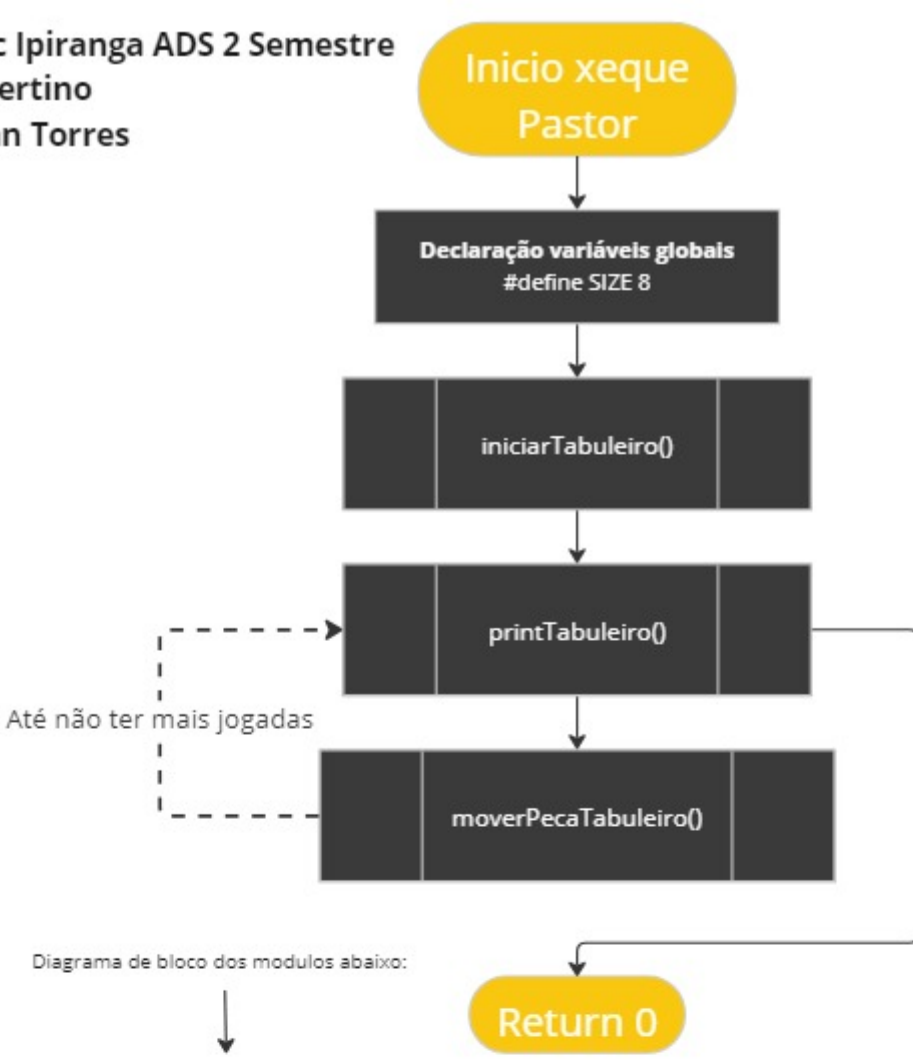 Ipiranga ADS 2 Semestre
Torres
Inicio xeque
Pastor
Declaração variáveis globais
#define SIZE 8
iniciarTabuleiro()
printTabuleiro()
Até não ter mais jogadas
moverPecaTabuleiro()
Diagrama de bloco dos modulos abaixo:
Return 0